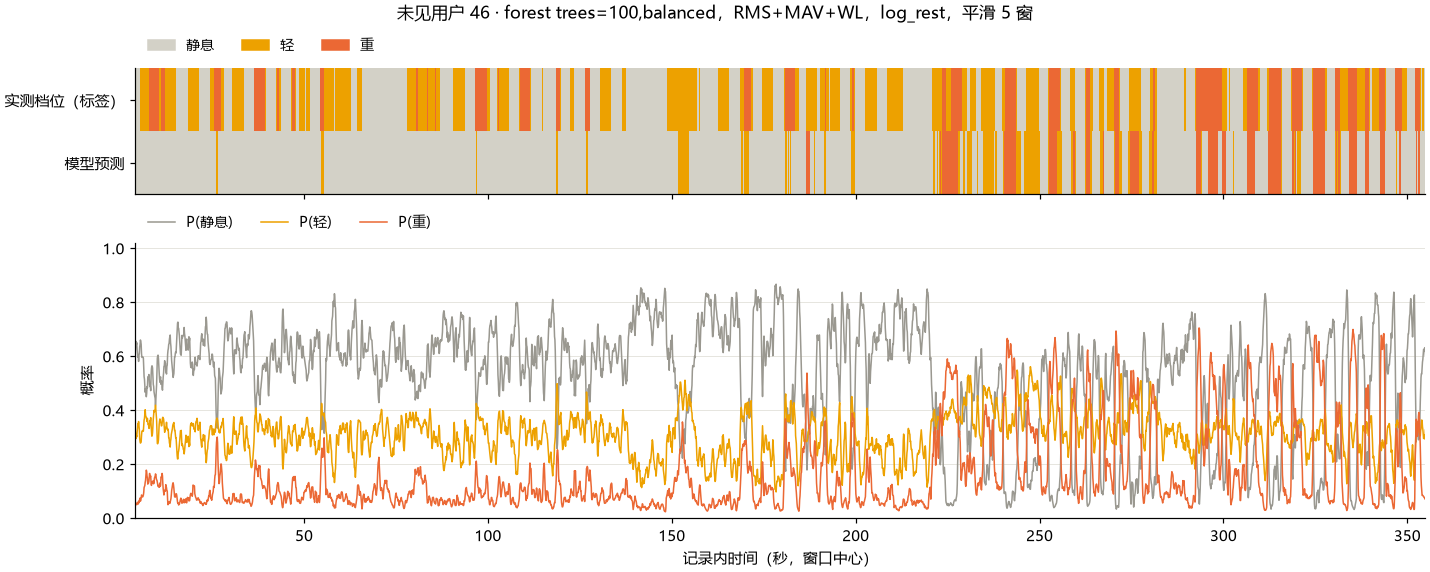 未见用户 46 · forest trees=100,balanced，RMS+MAV+WL，log_rest，平滑 5 窗
静息 轻 重
实测档位（标签）
模型预测
P(静息) P(轻) P(重)
1.0
0.8
0.6
0.4
0.2
0.0
概率
50 100 150 200 250 300 350
记录内时间（秒，窗口中心）